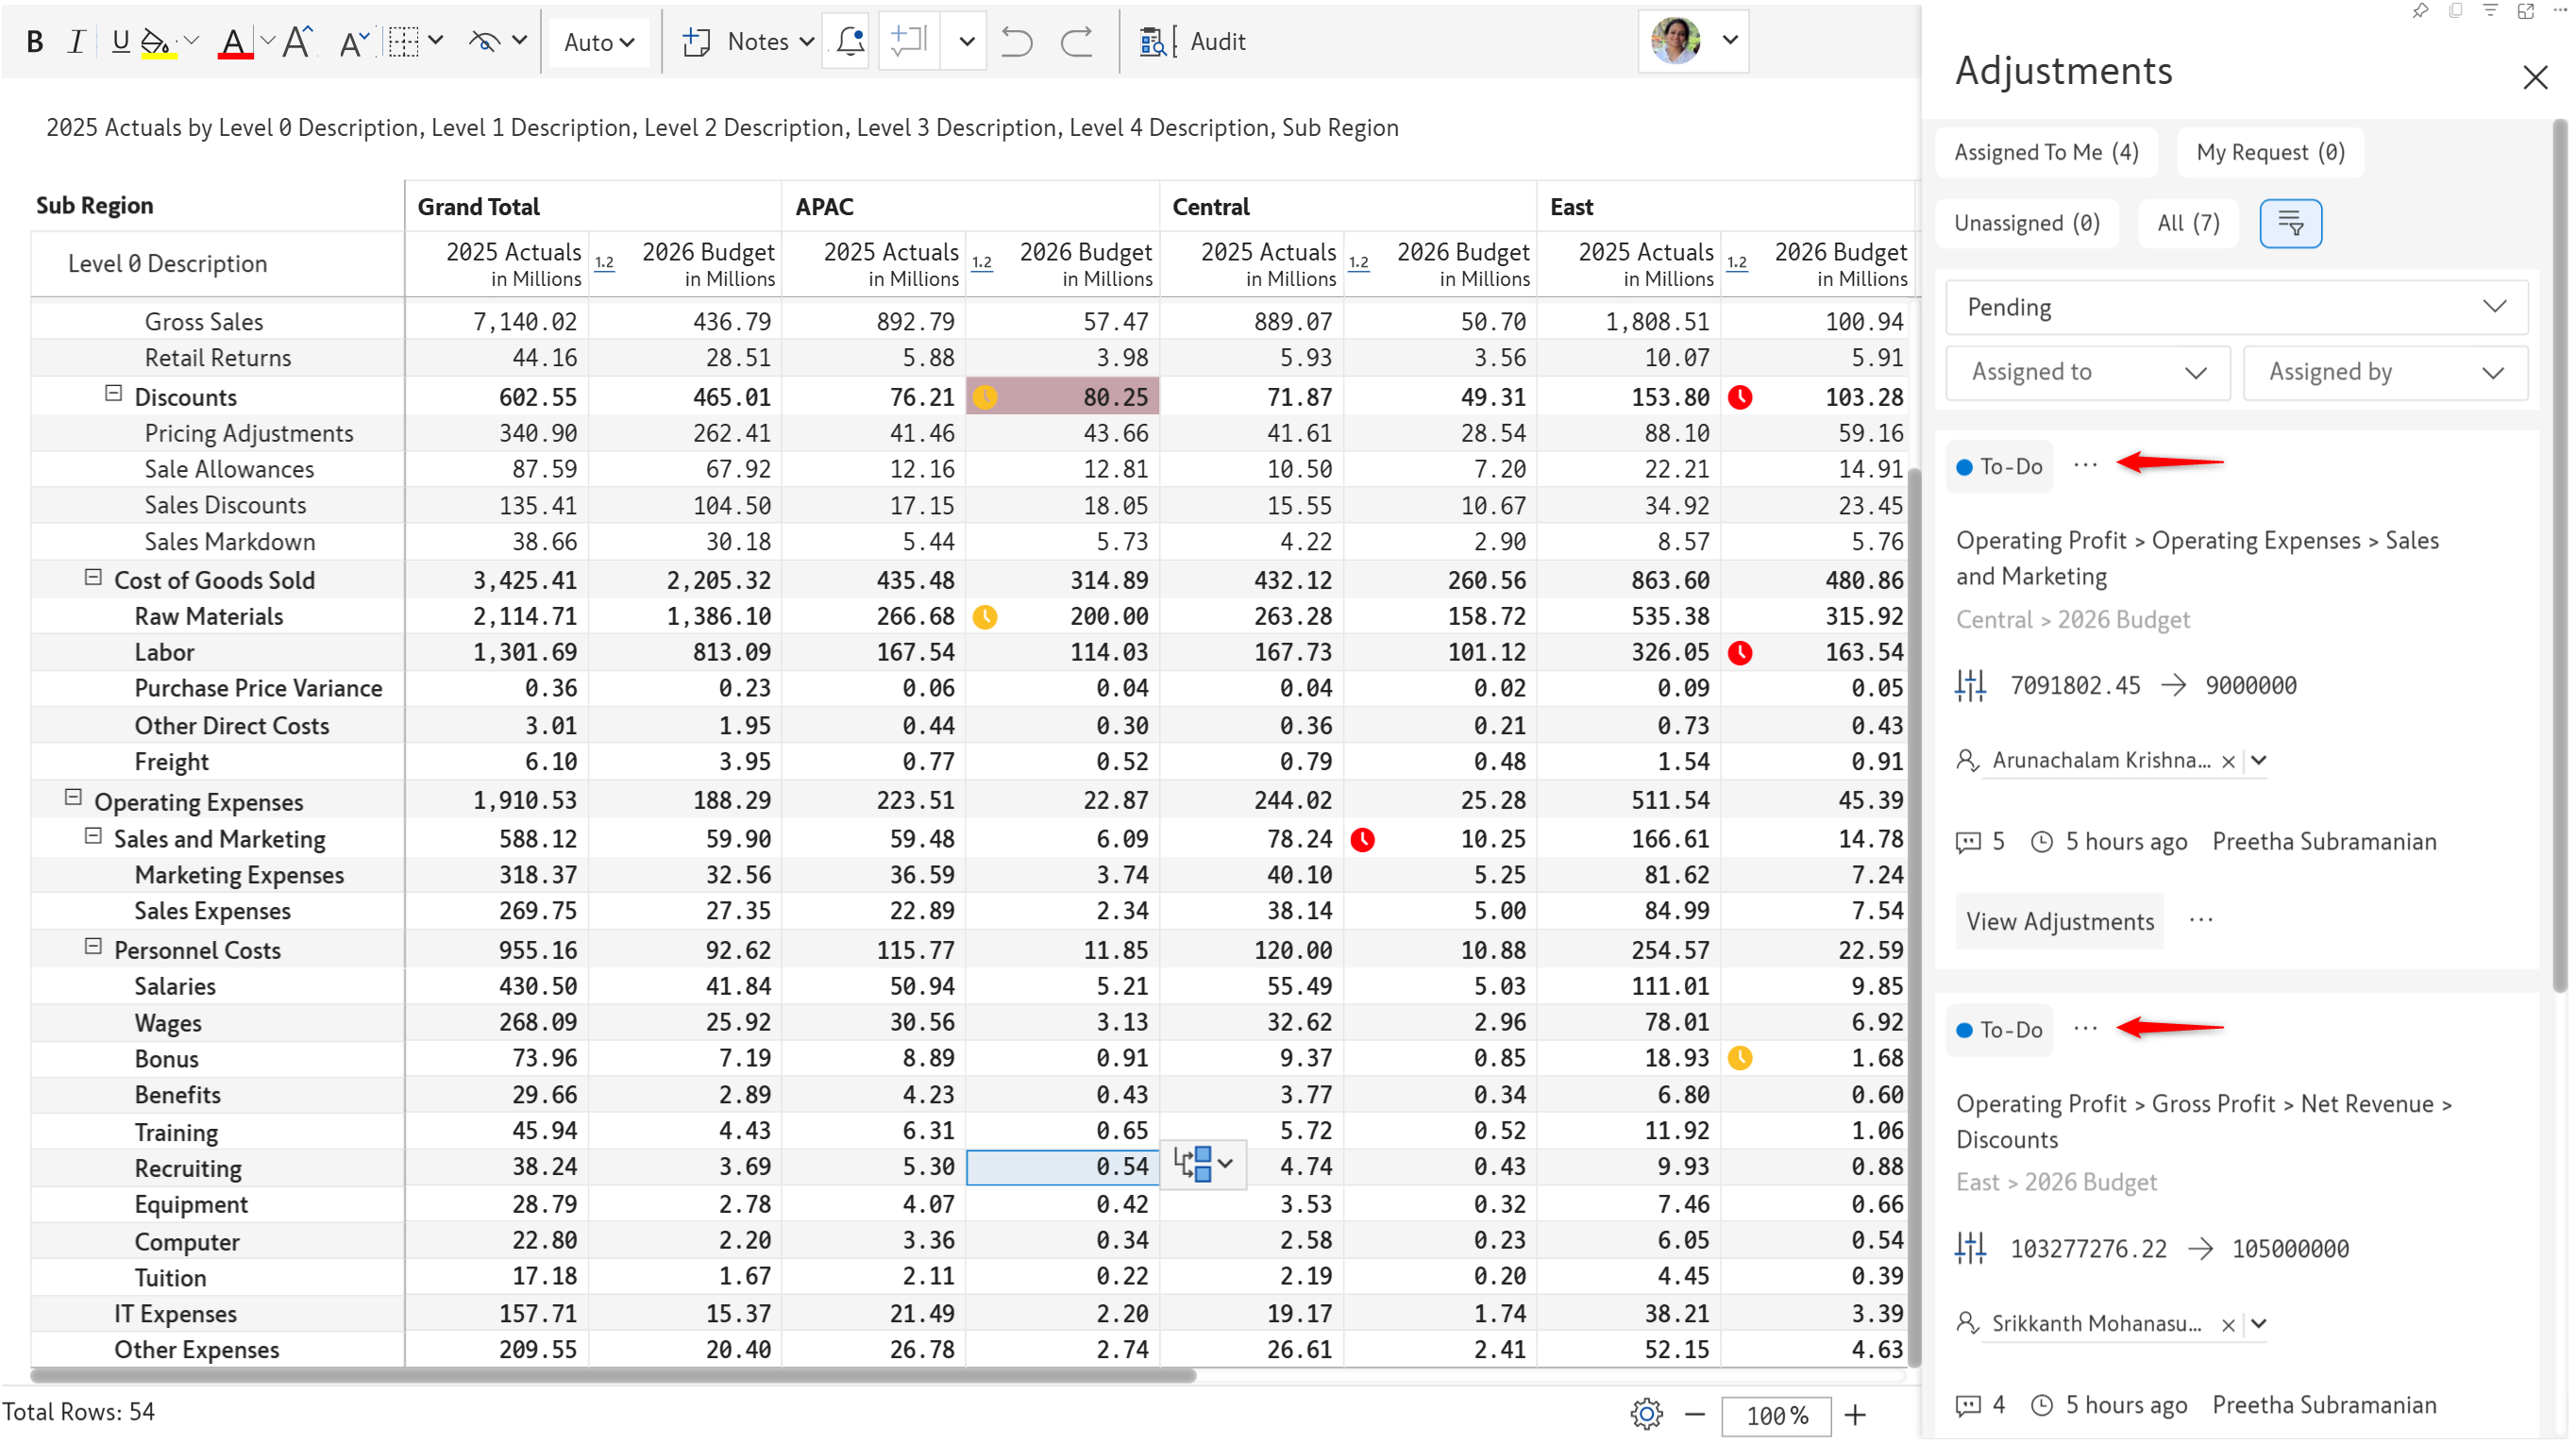 B I U A A A Auto Notes Audit
2025 Actuals by Level 0 Description, Level 1 Description, Level 2 Description, Level 3 Description, Level 4 Description, Sub Region
Sub Region Grand Total APAC Central East
Level 0 Description 2025 Actuals in Millions 1.2 2026 Budget in Millions 2025 Actuals in Millions 1.2 2026 Budget in Millions 2025 Actuals in Millions 1.2 2026 Budget in Millions 2025 Actuals in Millions 1.2 2026 Budget in Millions
Gross Sales 7,140.02 436.79 892.79 57.47 889.07 50.70 1,808.51 100.94
Retail Returns 44.16 28.51 5.88 3.98 5.93 3.56 10.07 5.91
Discounts 602.55 465.01 76.21 80.25 71.87 49.31 153.80 103.28
Pricing Adjustments 340.90 262.41 41.46 43.66 41.61 28.54 88.10 59.16
Sale Allowances 87.59 67.92 12.16 12.81 10.50 7.20 22.21 14.91
Sales Discounts 135.41 104.50 17.15 18.05 15.55 10.67 34.92 23.45
Sales Markdown 38.66 30.18 5.44 5.73 4.22 2.90 8.57 5.76
Cost of Goods Sold 3,425.41 2,205.32 435.48 314.89 432.12 260.56 863.60 480.86
Raw Materials 2,114.71 1,386.10 266.68 200.00 263.28 158.72 535.38 315.92
Labor 1,301.69 813.09 167.54 114.03 167.73 101.12 326.05 163.54
Purchase Price Variance 0.36 0.23 0.06 0.04 0.04 0.02 0.09 0.05
Other Direct Costs 3.01 1.95 0.44 0.30 0.36 0.21 0.73 0.43
Freight 6.10 3.95 0.77 0.52 0.79 0.48 1.54 0.91
Operating Expenses 1,910.53 188.29 223.51 22.87 244.02 25.28 511.54 45.39
Sales and Marketing 588.12 59.90 59.48 6.09 78.24 10.25 166.61 14.78
Marketing Expenses 318.37 32.56 36.59 3.74 40.10 5.25 81.62 7.24
Sales Expenses 269.75 27.35 22.89 2.34 38.14 5.00 84.99 7.54
Personnel Costs 955.16 92.62 115.77 11.85 120.00 10.88 254.57 22.59
Salaries 430.50 41.84 50.94 5.21 55.49 5.03 111.01 9.85
Wages 268.09 25.92 30.56 3.13 32.62 2.96 78.01 6.92
Bonus 73.96 7.19 8.89 0.91 9.37 0.85 18.93 1.68
Benefits 29.66 2.89 4.23 0.43 3.77 0.34 6.80 0.60
Training 45.94 4.43 6.31 0.65 5.72 0.52 11.92 1.06
Recruiting 38.24 3.69 5.30 0.54 4.74 0.43 9.93 0.88
Equipment 28.79 2.78 4.07 0.42 3.53 0.32 7.46 0.66
Computer 22.80 2.20 3.36 0.34 2.58 0.23 6.05 0.54
Tuition 17.18 1.67 2.11 0.22 2.19 0.20 4.45 0.39
IT Expenses 157.71 15.37 21.49 2.20 19.17 1.74 38.21 3.39
Other Expenses 209.55 20.40 26.78 2.74 26.61 2.41 52.15 4.63
Total Rows: 54 100%
Adjustments
Assigned To Me (4) My Request (0)
Unassigned (0) All (7)
Pending
Assigned to Assigned by
To-Do ...
Operating Profit > Operating Expenses > Sales
and Marketing
Central > 2026 Budget
7091802.45 → 9000000
Arunachalam Krishna...
5 5 hours ago Preetha Subramanian
View Adjustments ...
To-Do ...
Operating Profit > Gross Profit > Net Revenue >
Discounts
East > 2026 Budget
103277276.22 → 105000000
Srikkanth Mohanasu...
4 5 hours ago Preetha Subramanian